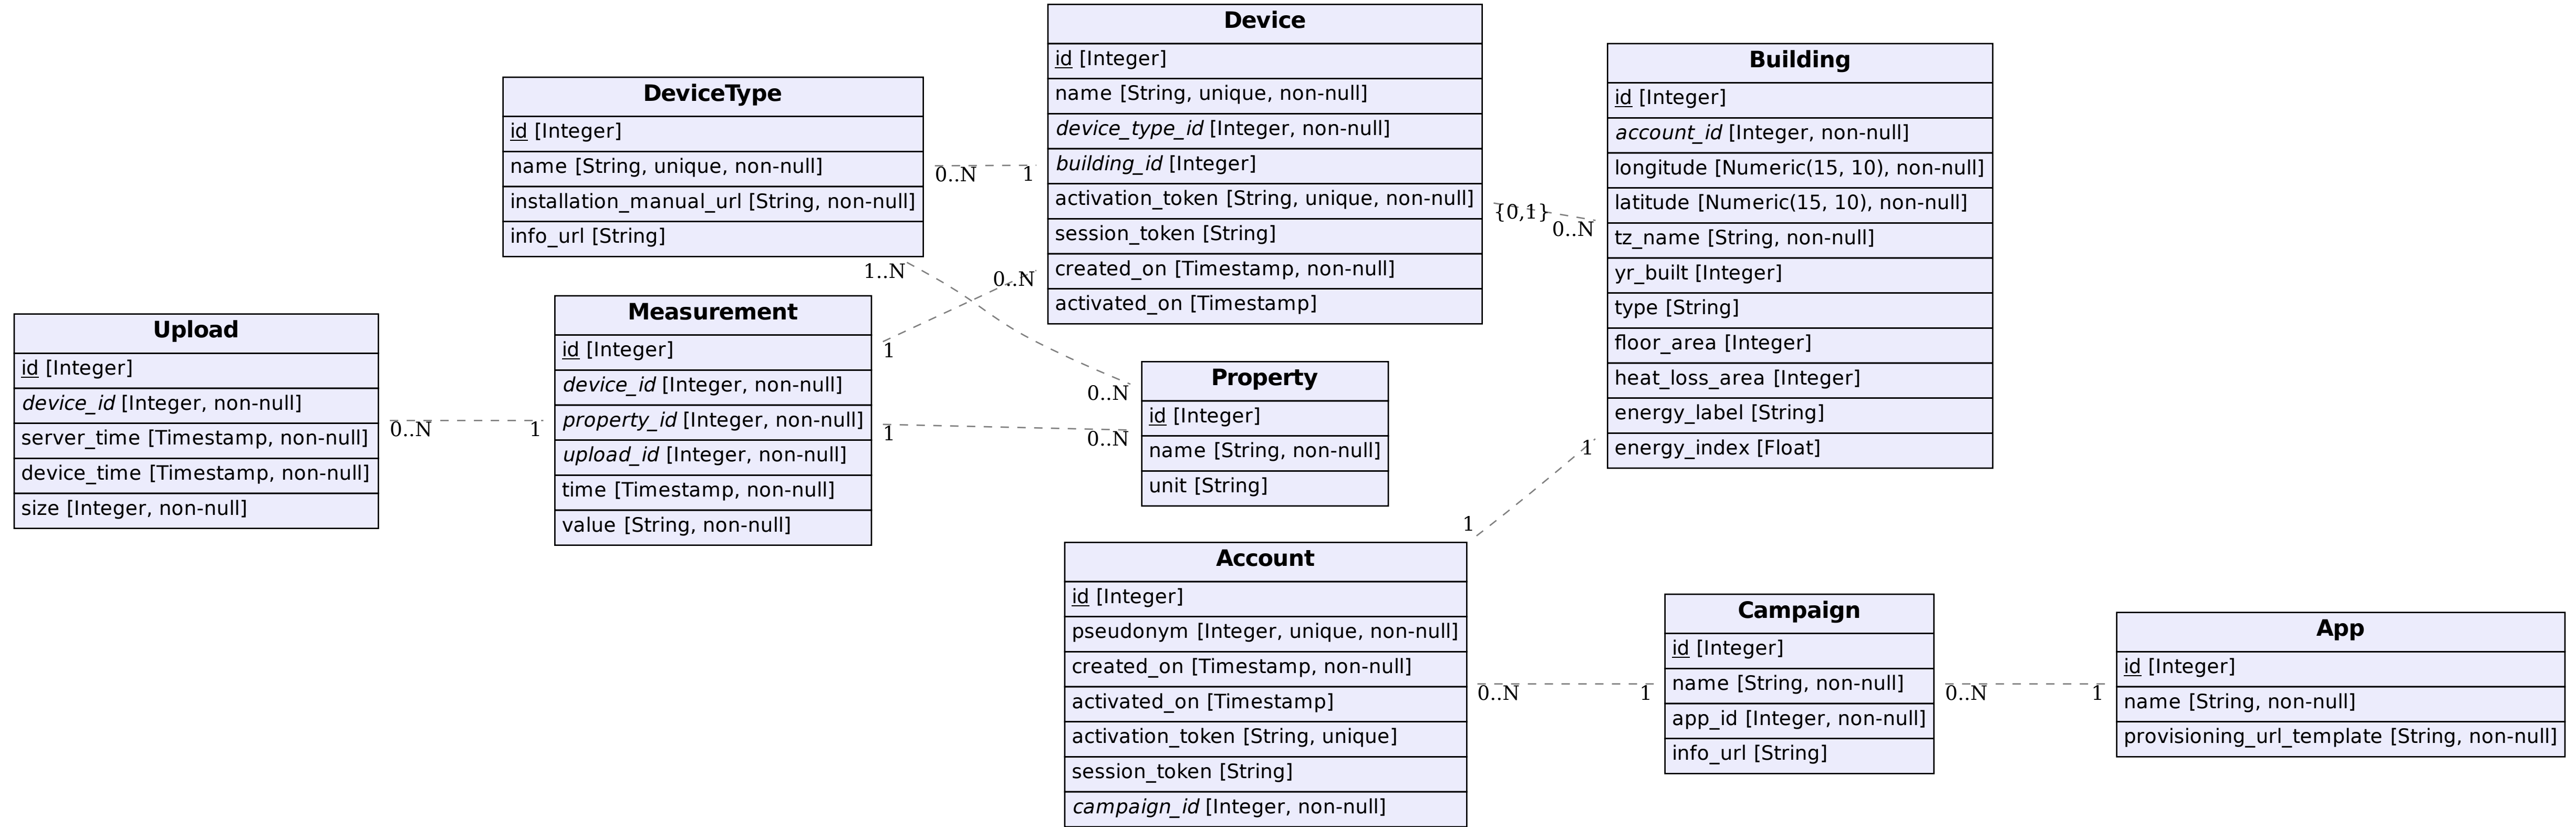 Device
id [Integer]
name [String, unique, non-null]
device_type_id [Integer, non-null]
building_id [Integer]
activation_token [String, unique, non-null]
session_token [String]
created_on [Timestamp, non-null]
activated_on [Timestamp]
Building
id [Integer]
account_id [Integer, non-null]
longitude [Numeric(15, 10), non-null]
latitude [Numeric(15, 10), non-null]
tz_name [String, non-null]
yr_built [Integer]
type [String]
floor_area [Integer]
heat_loss_area [Integer]
energy_label [String]
energy_index [Float]
DeviceType
id [Integer]
name [String, unique, non-null]
installation_manual_url [String, non-null]
info_url [String]
0..N
1
{0,1}
0..N
1..N
0..N
0..N
1
Upload
id [Integer]
device_id [Integer, non-null]
server_time [Timestamp, non-null]
device_time [Timestamp, non-null]
size [Integer, non-null]
0..N
1
Measurement
id [Integer]
device_id [Integer, non-null]
property_id [Integer, non-null]
upload_id [Integer, non-null]
time [Timestamp, non-null]
value [String, non-null]
1
0..N
Property
id [Integer]
name [String, non-null]
unit [String]
1
1
Account
id [Integer]
pseudonym [Integer, unique, non-null]
created_on [Timestamp, non-null]
activated_on [Timestamp]
activation_token [String, unique]
session_token [String]
campaign_id [Integer, non-null]
0..N
1
Campaign
id [Integer]
name [String, non-null]
app_id [Integer, non-null]
info_url [String]
0..N
1
App
id [Integer]
name [String, non-null]
provisioning_url_template [String, non-null]